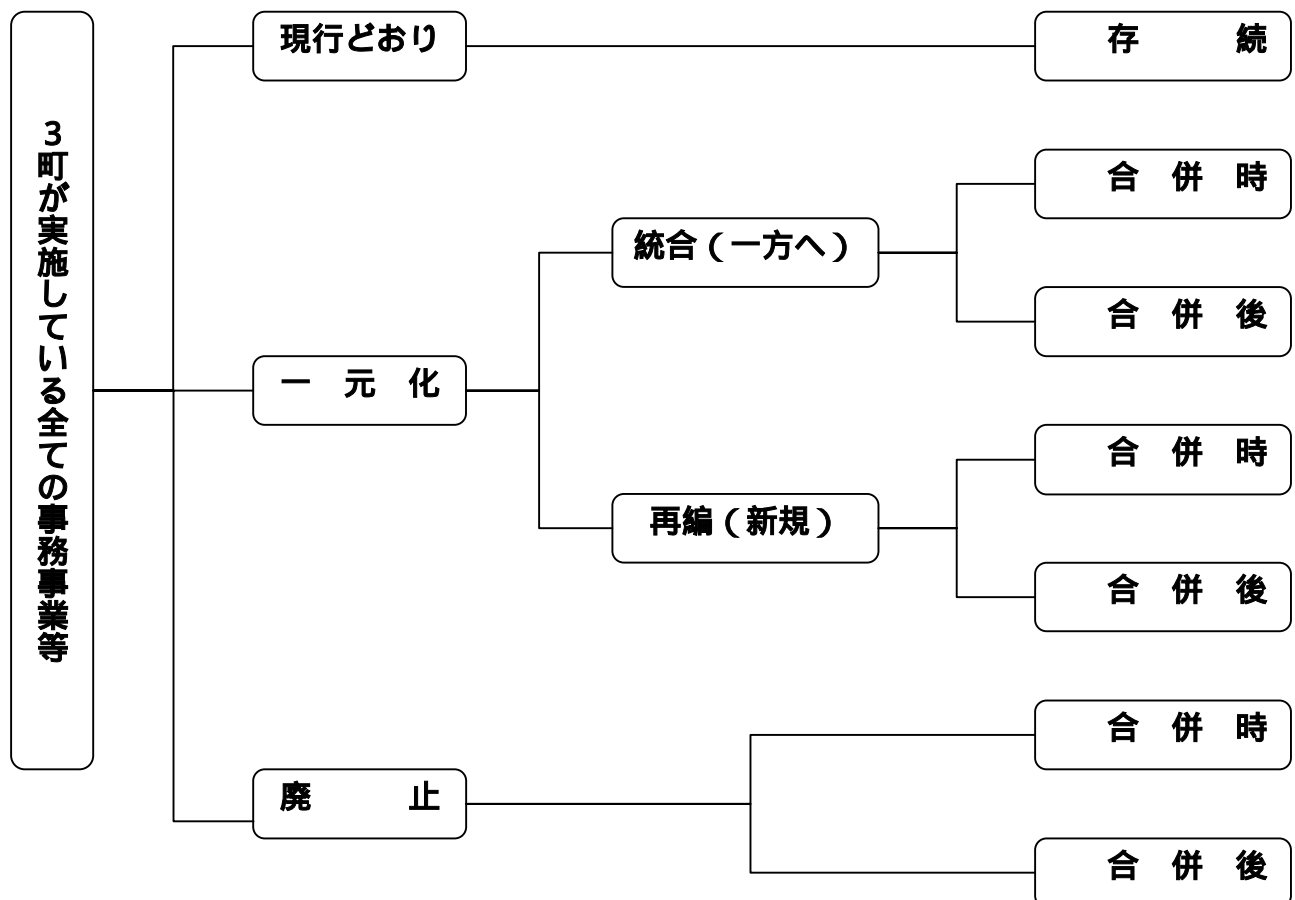 ３町が実施している全ての事務事業等
現行どおり
存　　　続
一　元　化
統合（一方へ）
合　併　時
合　併　後
再編（新規）
合　併　時
合　併　後
廃　　　止
合　併　時
合　併　後